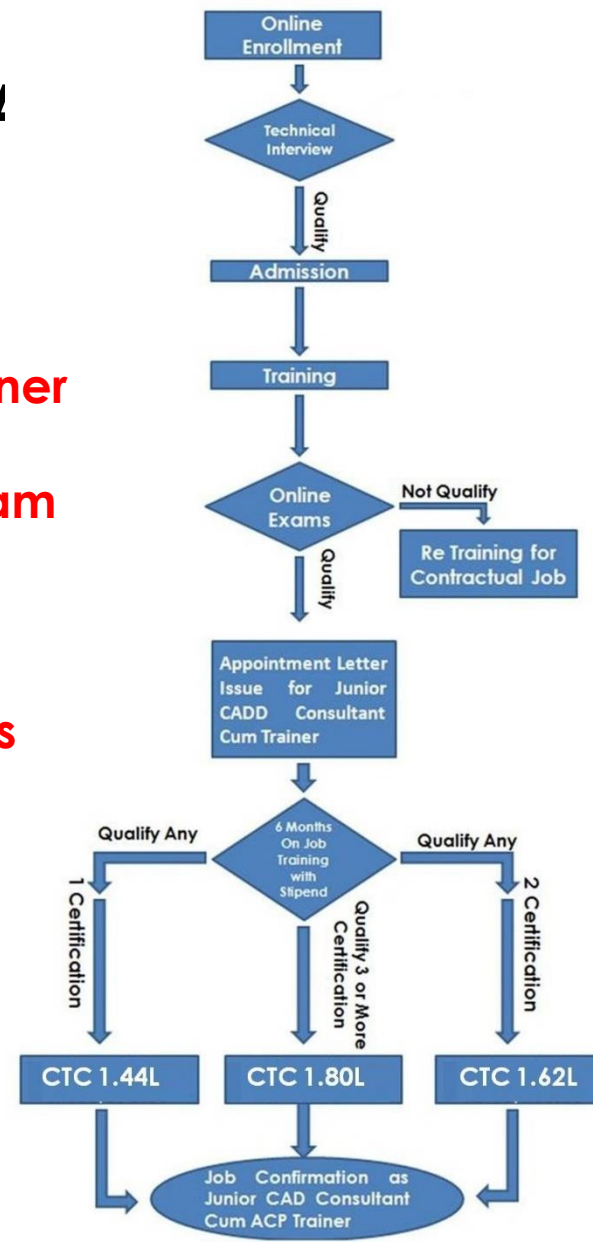 Online
Enrollment
Technical
Interview
Qualify
Admission
ner
Training
am
Online
Exams
Not Qualify
Re Training for
Contractual Job
Qualify
Appointment Letter
Issue for Junior
CADD Consultant
Cum Trainer
s
Qualify Any
6 Months
On Job
Training
with
Stipend
Qualify Any
1 Certification
Qualify 3 or More
Certification
2 Certification
CTC 1.44L
CTC 1.80L
CTC 1.62L
Job Confirmation as
Junior CAD Consultant
Cum ACP Trainer